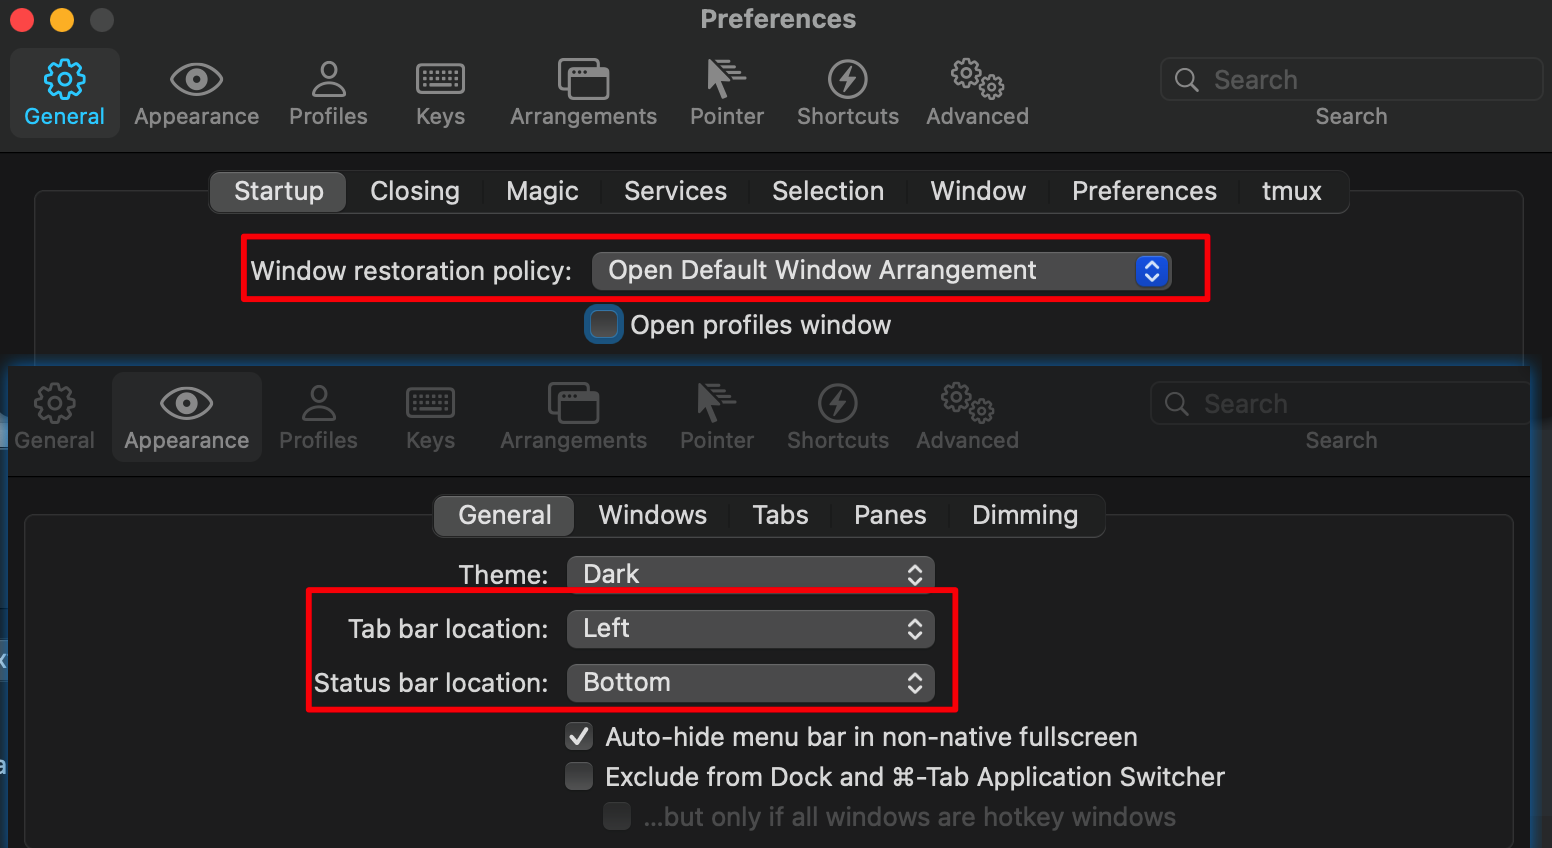 Preferences
General Appearance Profiles Keys Arrangements Pointer Shortcuts Advanced Search
Search
Startup Closing Magic Services Selection Window Preferences tmux
Window restoration policy: Open Default Window Arrangement
Open profiles window
Search
General Appearance Profiles Keys Arrangements Pointer Shortcuts Advanced Search
General Windows Tabs Panes Dimming
Theme: Dark
Tab bar location: Left
Status bar location: Bottom
Auto-hide menu bar in non-native fullscreen
Exclude from Dock and ⌘-Tab Application Switcher
...but only if all windows are hotkey windows